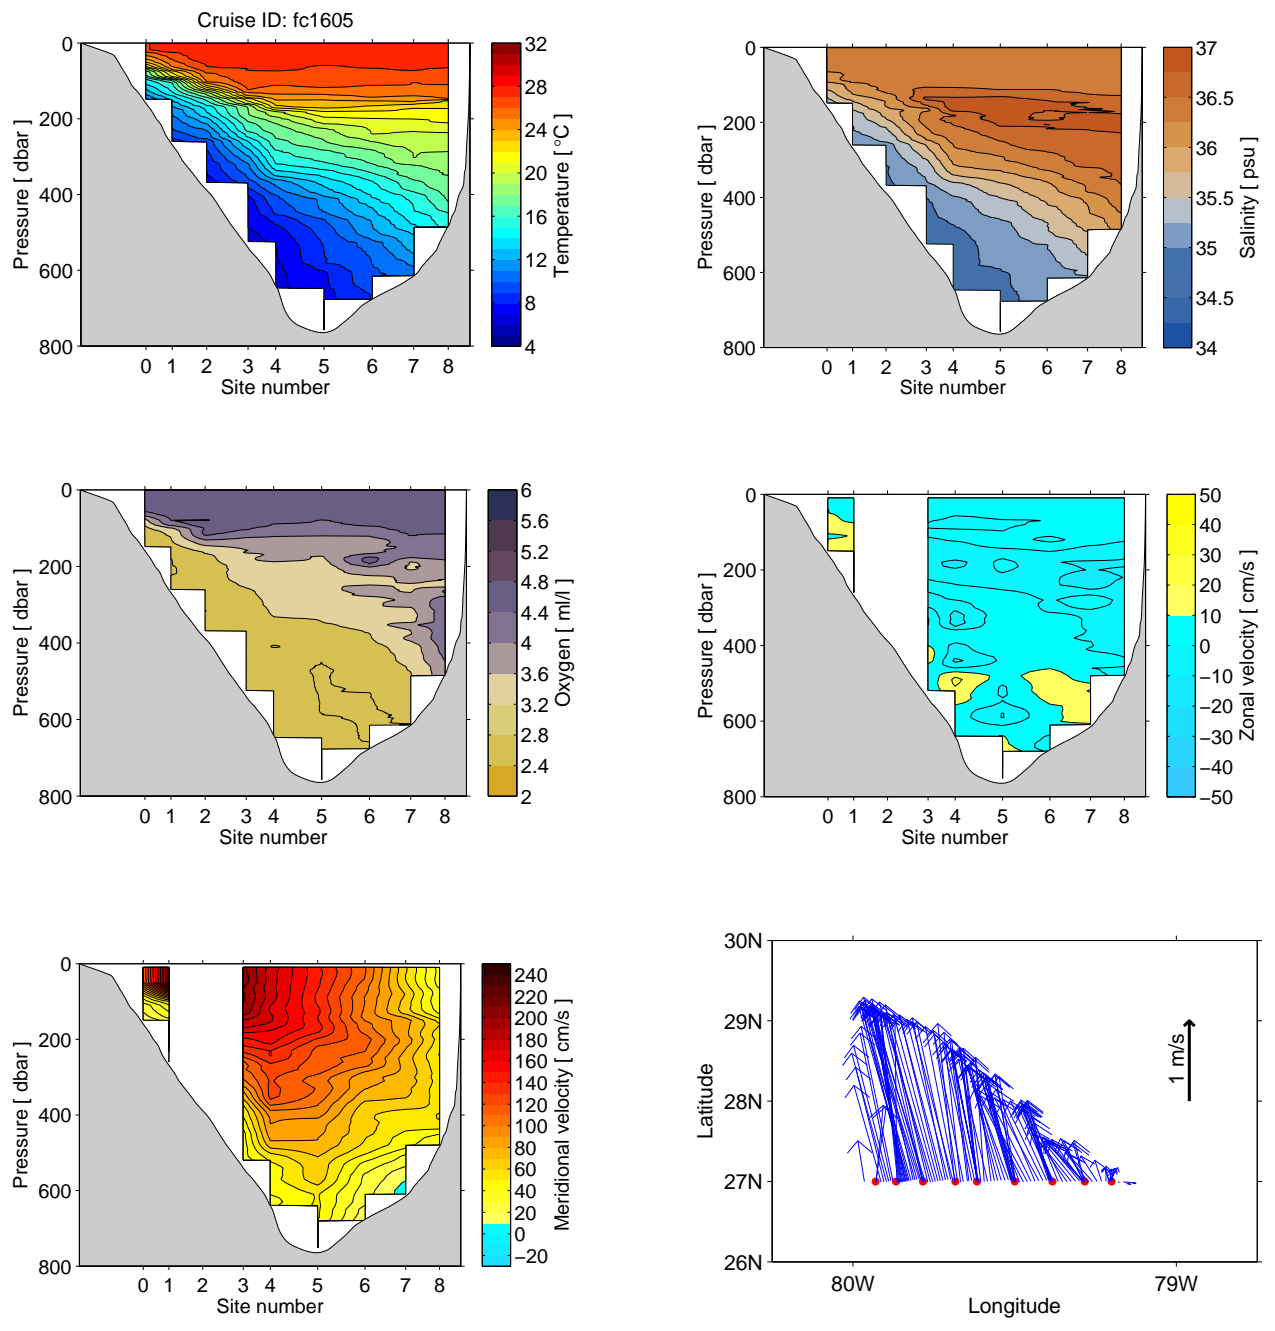 Cruise ID: fc1605
0
200
400
600
800
Pressure [ dbar ]
0 1 2 3 4 5 6 7 8
Site number
32
28
24
20
16
12
8
4
Temperature [ °C ]
0
200
400
600
800
Pressure [ dbar ]
0 1 2 3 4 5 6 7 8
Site number
37
36.5
36
35.5
35
34.5
34
Salinity [ psu ]
0
200
400
600
800
Pressure [ dbar ]
0 1 2 3 4 5 6 7 8
Site number
6
5.6
5.2
4.8
4.4
4
3.6
3.2
2.8
2.4
2
Oxygen [ ml/l ]
0
200
400
600
800
Pressure [ dbar ]
0 1 2 3 4 5 6 7 8
Site number
50
40
30
20
10
0
−10
−20
−30
−40
−50
Zonal velocity [ cm/s ]
0
200
400
600
800
Pressure [ dbar ]
0 1 2 3 4 5 6 7 8
Site number
240
220
200
180
160
140
120
100
80
60
40
20
0
−20
Meridional velocity [ cm/s ]
30N
29N
28N
27N
26N
Latitude
1 m/s
80W 79W
Longitude